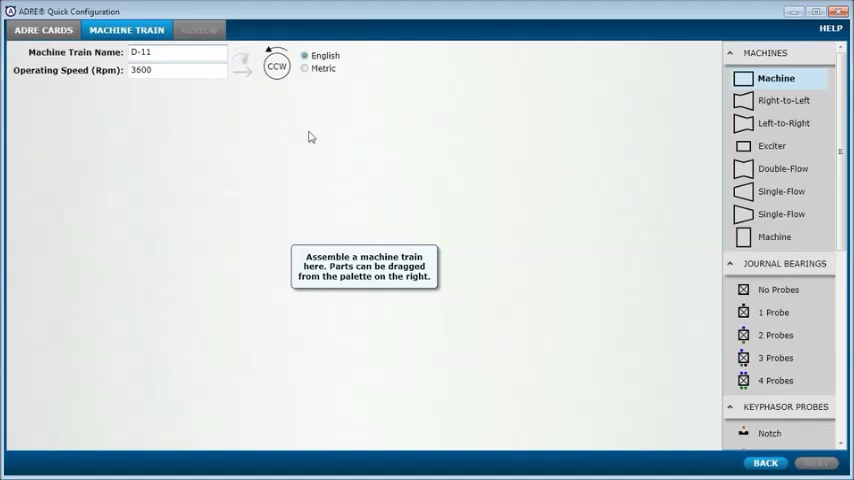 ADRE® Quick Configuration
ADRE CARDS
MACHINE TRAIN
REVIEW
HELP
Machine Train Name: D-11
Operating Speed (Rpm): 3600
CCW
English
Metric
Assemble a machine train
here. Parts can be dragged
from the palette on the right.
MACHINES
Machine
Right-to-Left
Left-to-Right
Exciter
Double-Flow
Single-Flow
Single-Flow
Machine
JOURNAL BEARINGS
No Probes
1 Probe
2 Probes
3 Probes
4 Probes
KEYPHASOR PROBES
Notch
BACK
NEXT